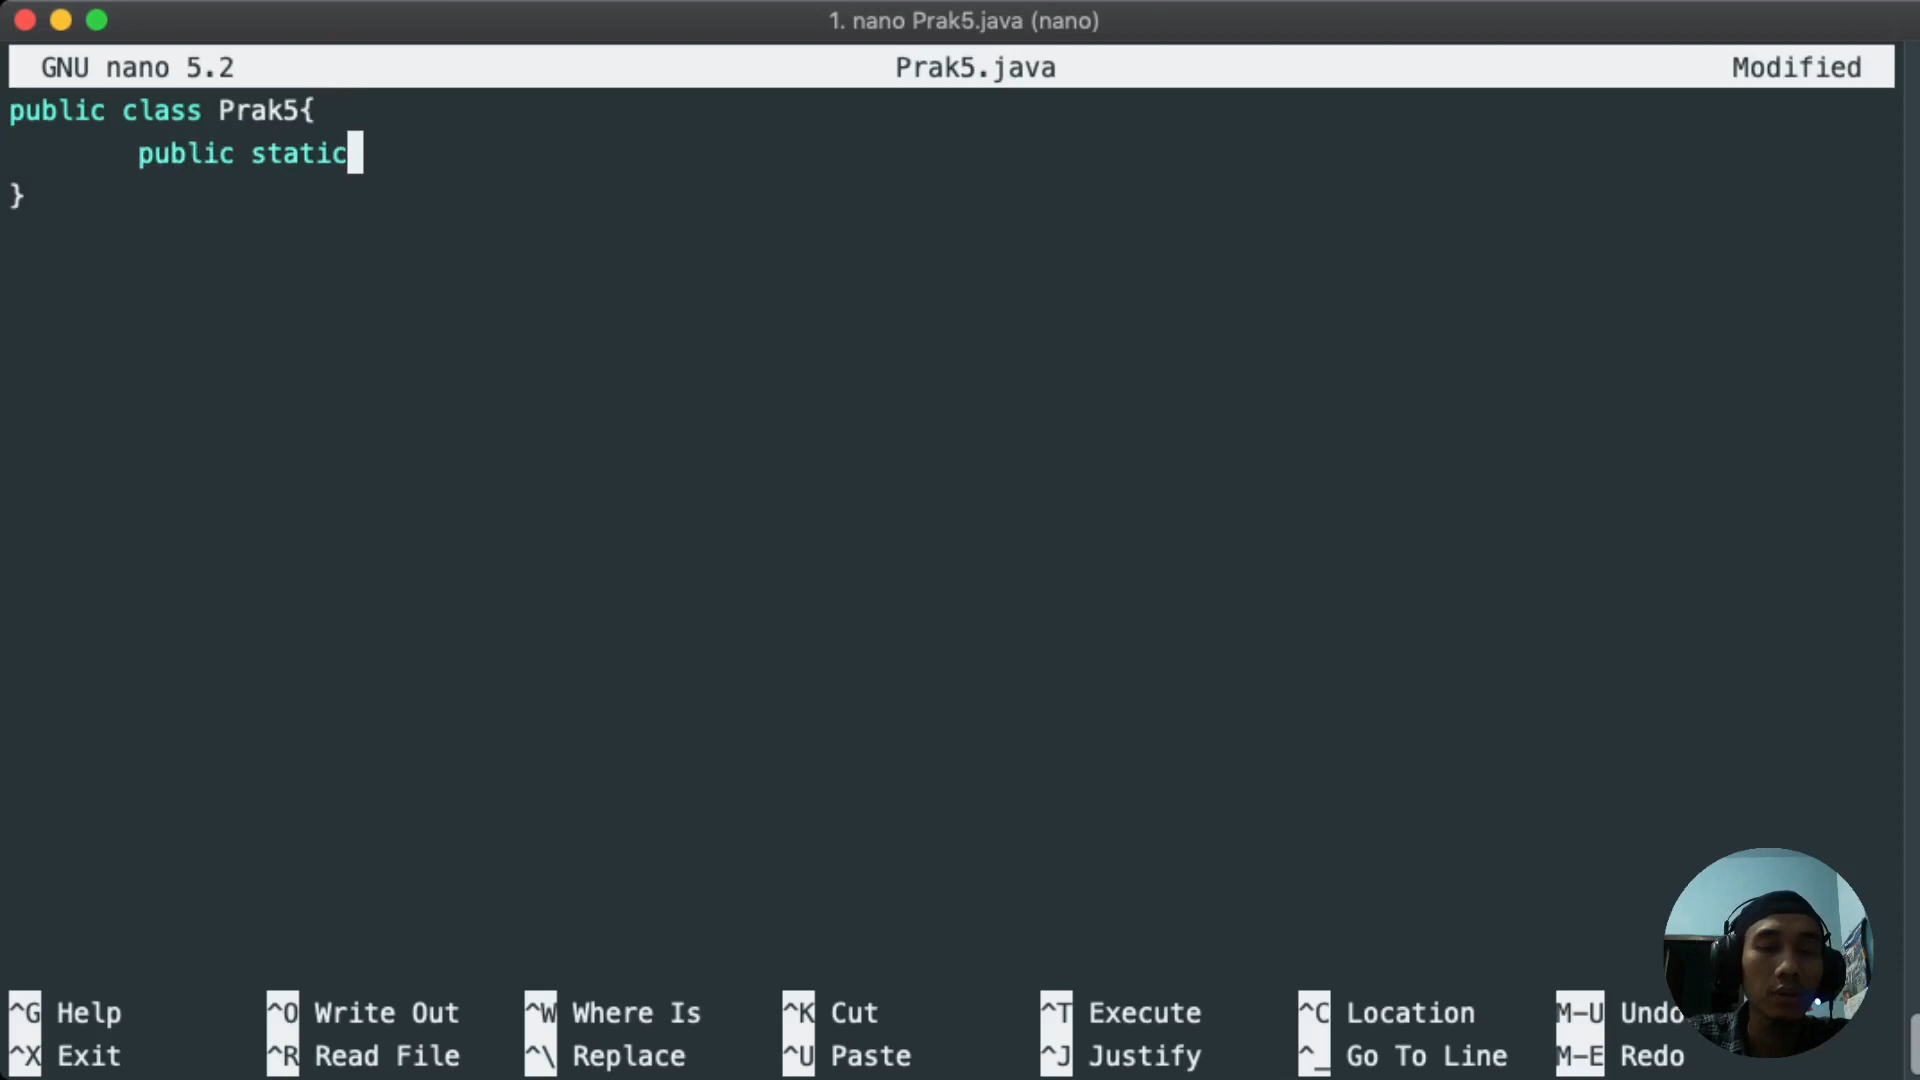 1. nano Prak5.java (nano)
GNU nano 5.2 Prak5.java Modified
public class Prak5{
public static
}
^G Help ^O Write Out ^W Where Is ^K Cut ^T Execute ^C Location M-U Undo
^X Exit ^R Read File ^\ Replace ^U Paste ^J Justify ^_ Go To Line M-E Redo